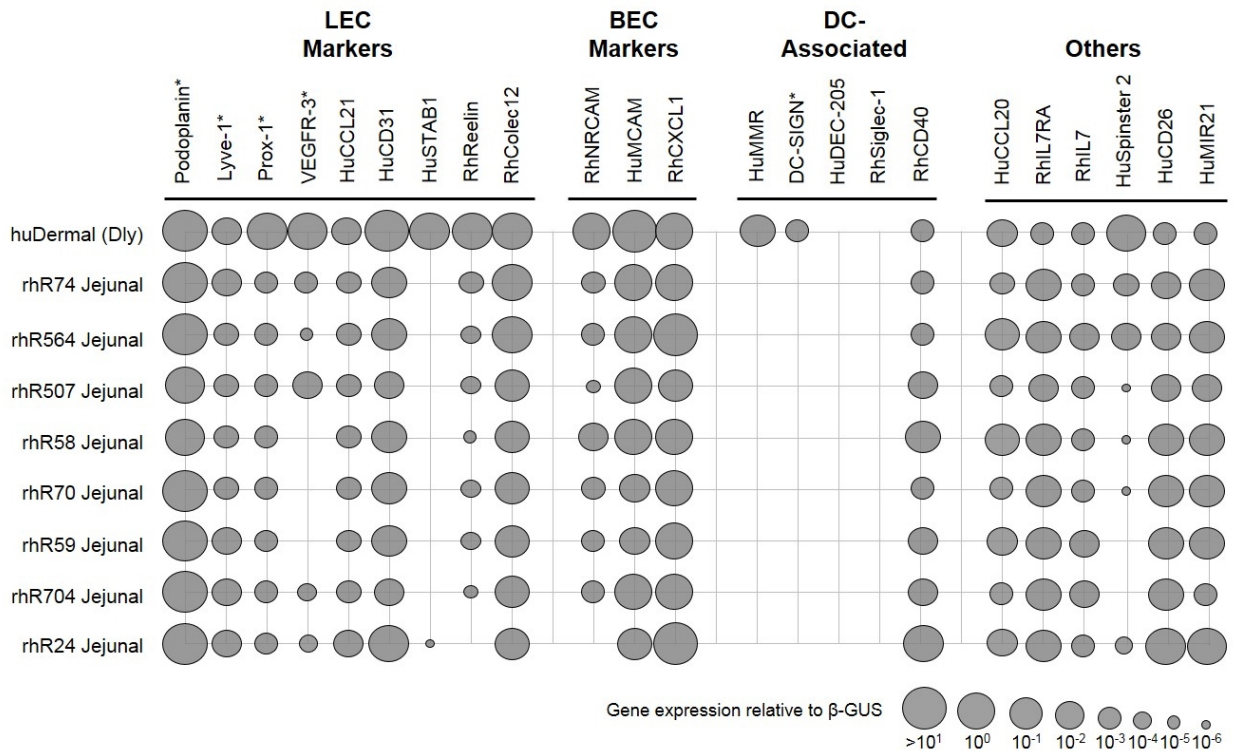 LEC
Markers
BEC
Markers
DC-
Associated
Others
Podoplanin*
Lyve-1*
Prox-1*
VEGFR-3*
HuCCL21
HuCD31
HuSTAB1
RhReelin
RhColec12
RhNRCAM
HuMCAM
RhCXCL1
HuMMR
DC-SIGN*
HuDEC-205
RhSiglec-1
RhCD40
HuCCL20
RhIL7RA
RhIL7
HuSpinster 2
HuCD26
HuMIR21
huDermal (Dly)
rhR74 Jejunal
rhR564 Jejunal
rhR507 Jejunal
rhR58 Jejunal
rhR70 Jejunal
rhR59 Jejunal
rhR704 Jejunal
rhR24 Jejunal
Gene expression relative to β-GUS
>10¹ 10⁰ 10⁻¹ 10⁻² 10⁻³ 10⁻⁴ 10⁻⁵ 10⁻⁶